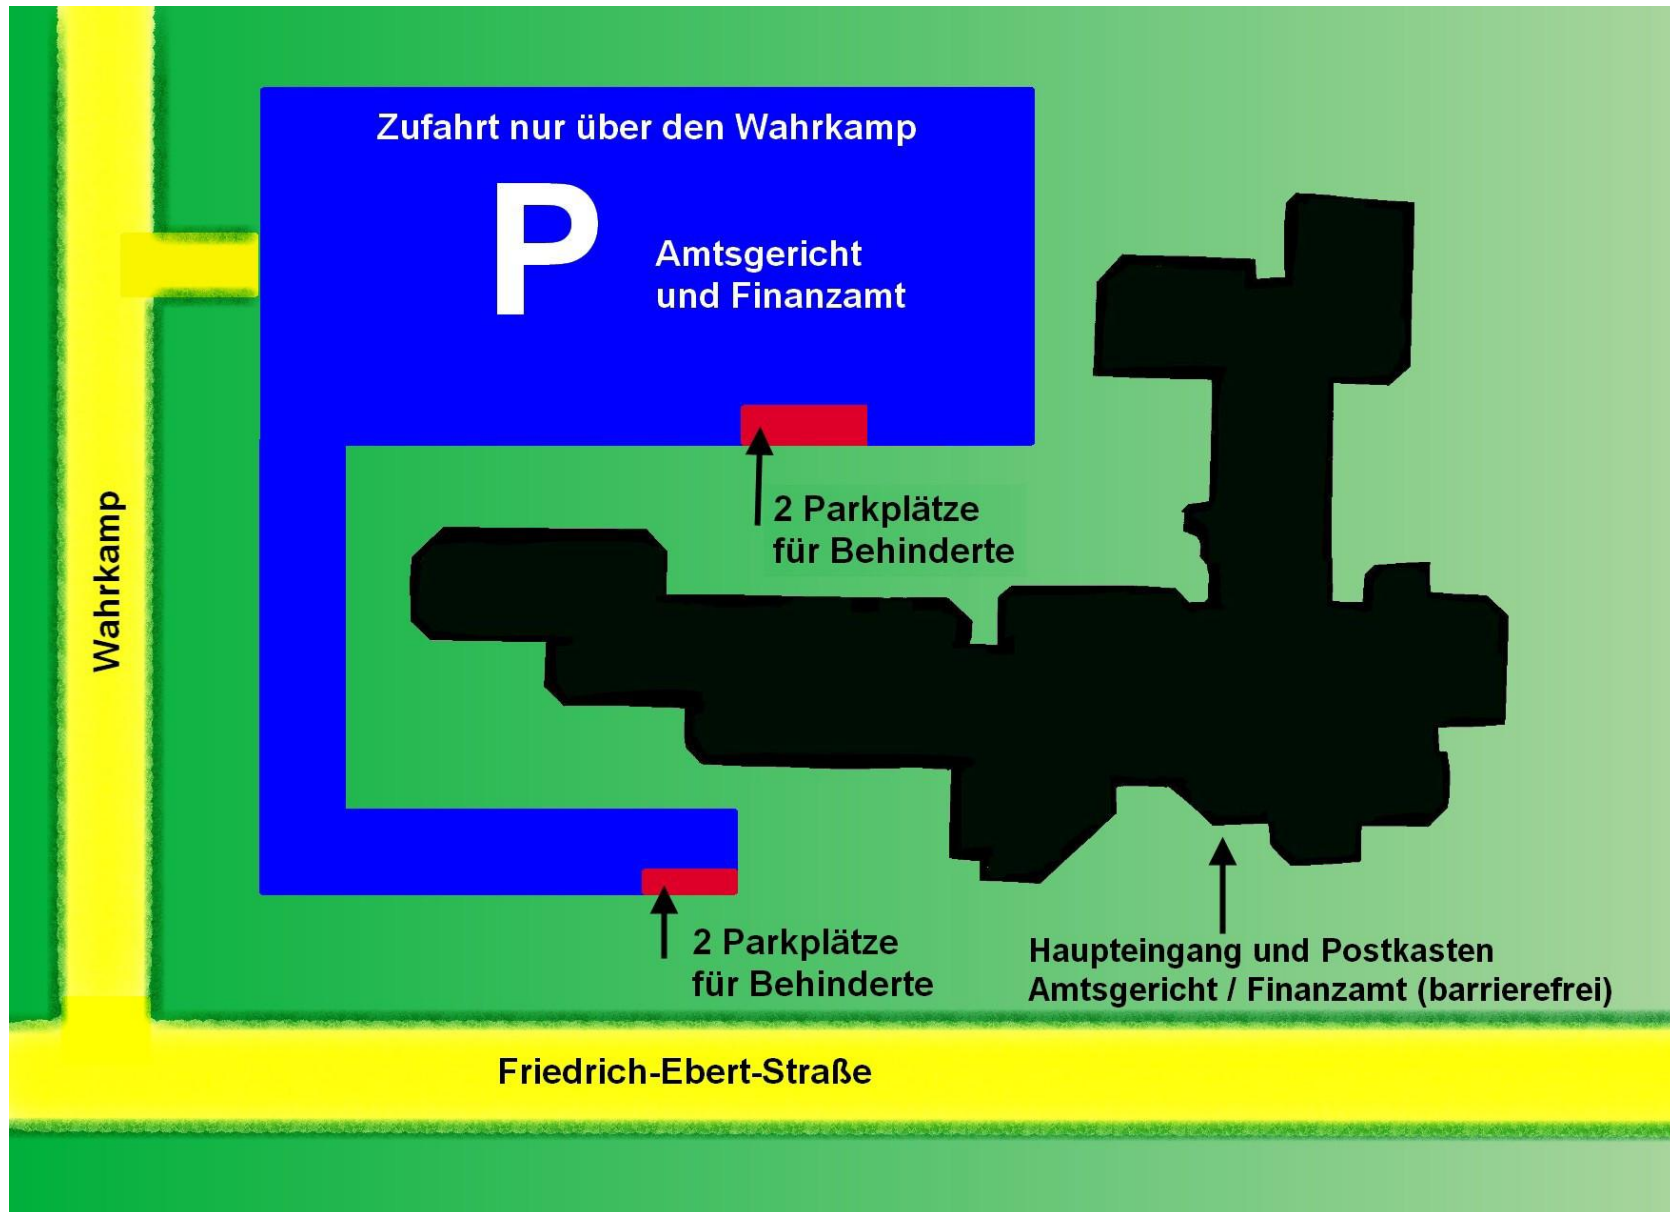 Zufahrt nur über den Wahrkamp
P
Amtsgericht
und Finanzamt
2 Parkplätze
für Behinderte
Wahrkamp
2 Parkplätze
für Behinderte
Haupteingang und Postkasten
Amtsgericht / Finanzamt (barrierefrei)
Friedrich-Ebert-Straße